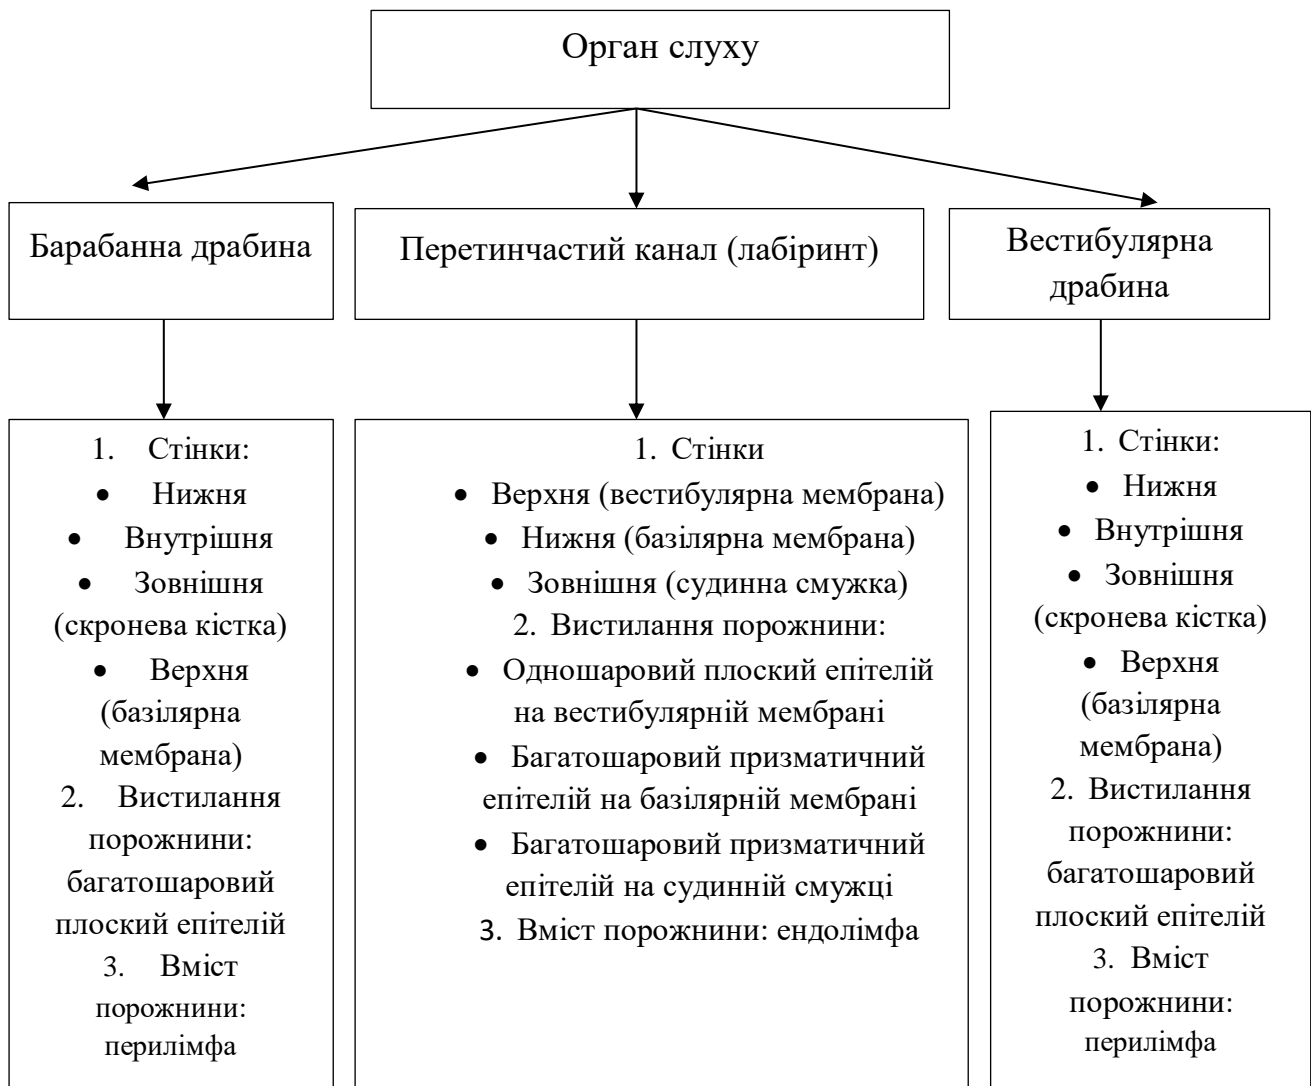 Орган слуху
Барабанна драбина
Перетинчастий канал (лабіринт)
Вестибулярна
драбина
1. Стінки:
• Нижня
• Внутрішня
• Зовнішня
(скронева кістка)
• Верхня
(базілярна
мембрана)
2. Вистилання
порожнини:
багатошаровий
плоский епітелій
3. Вміст
порожнини:
перилімфа
1. Стінки
• Верхня (вестибулярна мембрана)
• Нижня (базілярна мембрана)
• Зовнішня (судинна смужка)
2. Вистилання порожнини:
• Одношаровий плоский епітелій
на вестибулярній мембрані
• Багатошаровий призматичний
епітелій на базілярній мембрані
• Багатошаровий призматичний
епітелій на судинній смужці
3. Вміст порожнини: ендолімфа
1. Стінки:
• Нижня
• Внутрішня
• Зовнішня
(скронева кістка)
• Верхня
(базілярна
мембрана)
2. Вистилання
порожнини:
багатошаровий
плоский епітелій
3. Вміст
порожнини:
перилімфа